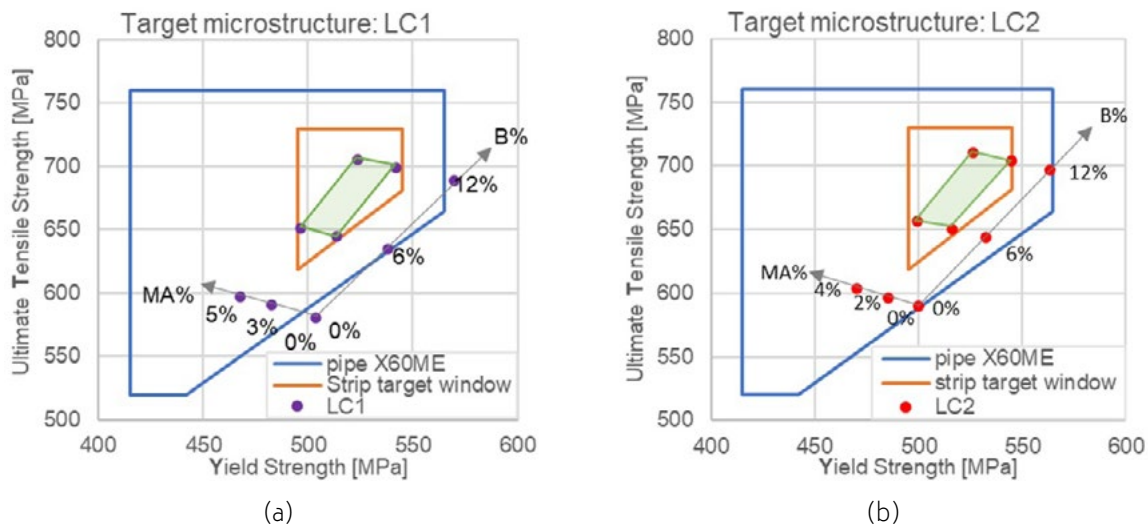 Target microstructure: LC1
Ultimate Tensile Strength [MPa]
800
750
700
650
600
550
500
B%
12%
6%
MA%
5%
3%
0%
0%
pipe X60ME
Strip target window
LC1
400
450
500
550
600
Yield Strength [MPa]
(a)
Target microstructure: LC2
Ultimate Tensile Strength [MPa]
800
750
700
650
600
550
500
B%
12%
6%
MA%
4%
2%
0%
0%
pipe X60ME
strip target window
LC2
400
450
500
550
600
Yield Strength [MPa]
(b)